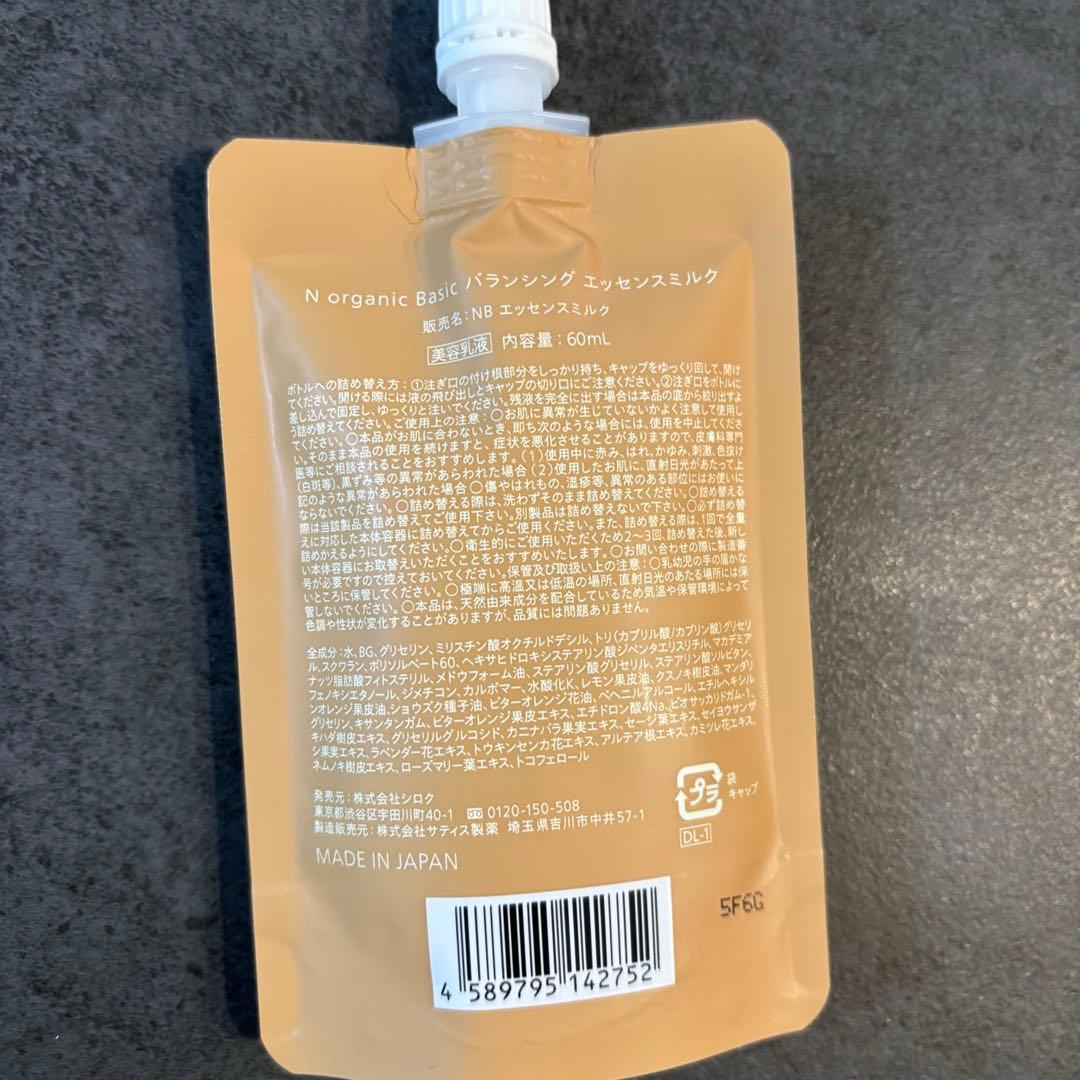 N organic Basic バランシング エッセンスミルク
販売名：NB エッセンスミルク
美容乳液 内容量：60mL
ボトルへの詰め替え方：①注ぎ口の付け根部分をしっかり持ち、キャップをゆっくり回して、開け
てください。開ける際には液の飛び出しとキャップの切り口にご注意ください。②注ぎ口をボトルに
差し込んで固定し、ゆっくりと注いでください。残液を完全に出す場合は本品の底から絞り出すよ
う詰め替えてください。ご使用上の注意：〇お肌に異常が生じていないかよく注意して使用し
てください。〇本品がお肌に合わないとき、即ち次のような場合には、使用を中止してくださ
い。そのまま本品の使用を続けますと、症状を悪化させることがありますので、皮膚科専門
医等にご相談されることをおすすめします。（1）使用中に赤み、はれ、かゆみ、刺激、色抜け
（白斑等）、黒ずみ等の異常があらわれた場合（2）使用したお肌に、直射日光があたって上
記のような異常があらわれた場合〇傷やはれもの、湿疹等、異常のある部位にはお使いに
ならないでください。〇詰め替える際は、洗わずそのまま詰め替えてください。〇詰め替える
際は当該製品を詰め替えてご使用下さい。別製品は詰め替えないで下さい。〇必ず詰め替
えに対応した本体容器に詰め替えてからご使用ください。また、詰め替える際は、1回で全量
詰めかえるようにしてください。〇衛生的にご使用いただくため2〜3回、詰め替えた後、新し
い本体容器にお取替えいただくことをおすすめいたします。〇お問い合わせの際に製造番
号が必要ですので控えておいてください。保管及び取扱い上の注意：〇乳幼児の手の届かな
いところに保管してください。〇極端に高温又は低温の場所、直射日光のあたる場所には保
管しないでください。〇本品は、天然由来成分を配合しているため気温や保管環境によって
色調や性状が変化することがありますが、品質には問題ありません。
全成分：水、BG、グリセリン、ミリスチン酸オクチルドデシル、トリ（カプリル酸/カプリン酸）グリセリ
ル、スクワラン、ポリソルベート60、ヘキサヒドロキシステアリン酸ジペンタエリスリチル、マカデミア
ナッツ脂肪酸フィトステリル、メドウフォーム油、ステアリン酸グリセリル、ステアリン酸ソルビタン、
フェノキシエタノール、ジメチコン、カルボマー、水酸化K、レモン果皮油、クスノキ樹皮油、マンダリ
ンオレンジ果皮油、ショウズク種子油、ビターオレンジ花油、ベヘニルアルコール、エチルヘキシル
グリセリン、キサンタンガム、ビターオレンジ果皮エキス、エチドロン酸4Na、ビオサッカリドガム-1、
キハダ樹皮エキス、グリセリルグルコシド、カニナバラ果実エキス、セージ葉エキス、セイヨウサンザ
シ果実エキス、ラベンダー花エキス、トウキンセンカ花エキス、アルテア根エキス、カミツレ花エキス、
ネムノキ樹皮エキス、ローズマリー葉エキス、トコフェロール
発売元：株式会社シロク
東京都渋谷区宇田川町40-1 0120-150-508
製造販売元：株式会社サティス製薬 埼玉県吉川市中井57-1
プラ 袋
キャップ
DL-1
MADE IN JAPAN
5F6G
4 589795 142752